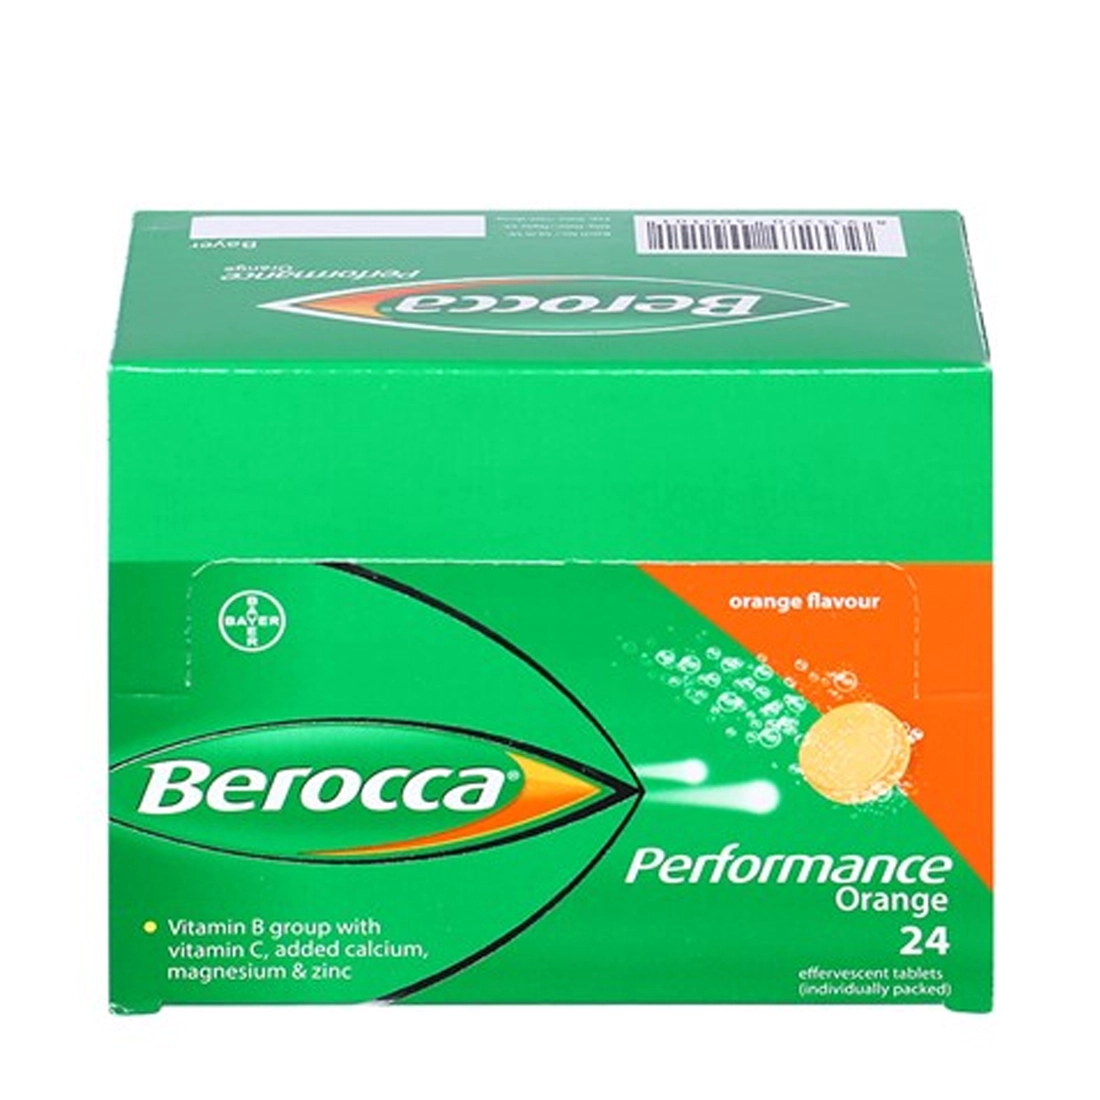 Bayer
Performance
Orange
Berocca
BAYER
BAYER
orange flavour
Berocca®
Performance
Orange
24
effervescent tablets
(individually packed)
Vitamin B group with
vitamin C, added calcium,
magnesium & zinc